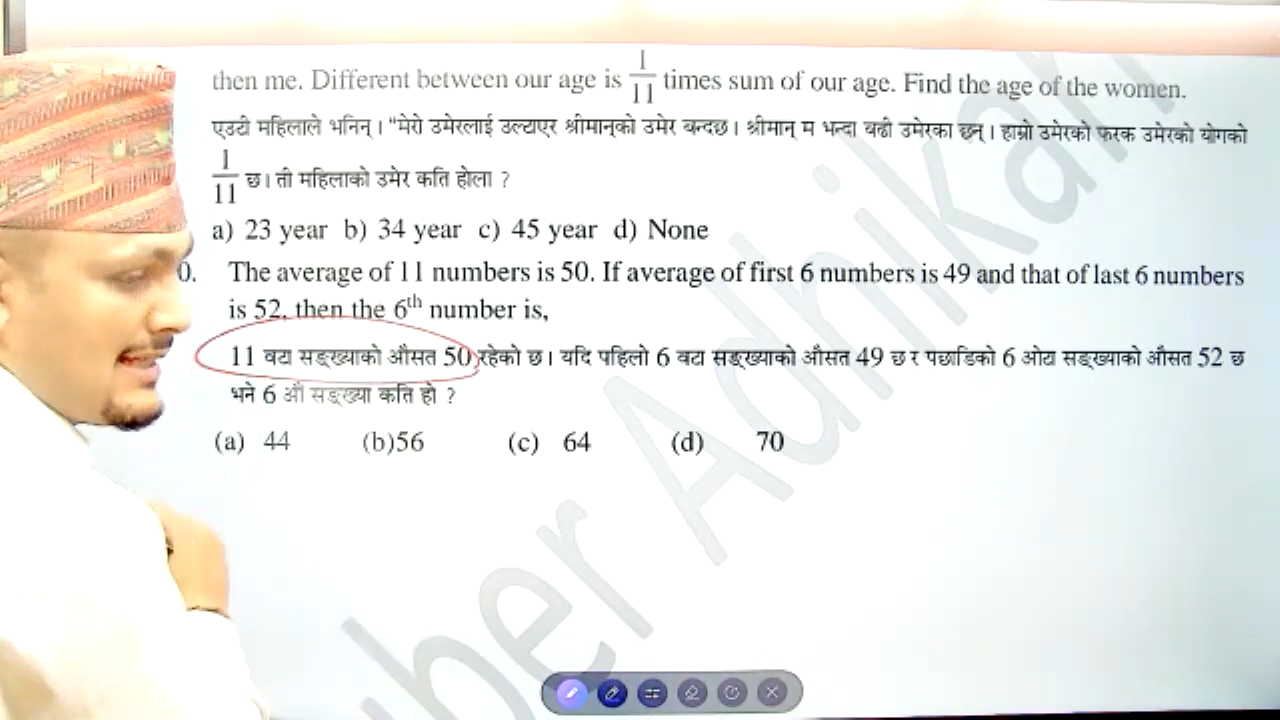 then me. Different between our age is 1/11 times sum of our age. Find the age of the women.
एउटी महिलाले भनिन्। "मेरो उमेरलाई उल्टाएर श्रीमान्‌को उमेर बन्दछ। श्रीमान् म भन्दा बढी उमेरका छन्। हाम्रो उमेरको फरक उमेरको योगको
1/11 छ। ती महिलाको उमेर कति होला ?
a) 23 year b) 34 year c) 45 year d) None
0. The average of 11 numbers is 50. If average of first 6 numbers is 49 and that of last 6 numbers
is 52, then the 6th number is,
11 वटा सङ्ख्याको औसत 50 रहेको छ। यदि पहिलो 6 वटा सङ्ख्याको औसत 49 छ र पछाडिको 6 ओटा सङ्ख्याको औसत 52 छ
भने 6 औं सङ्ख्या कति हो ?
(a) 44 (b)56 (c) 64 (d) 70
ber Adhikari